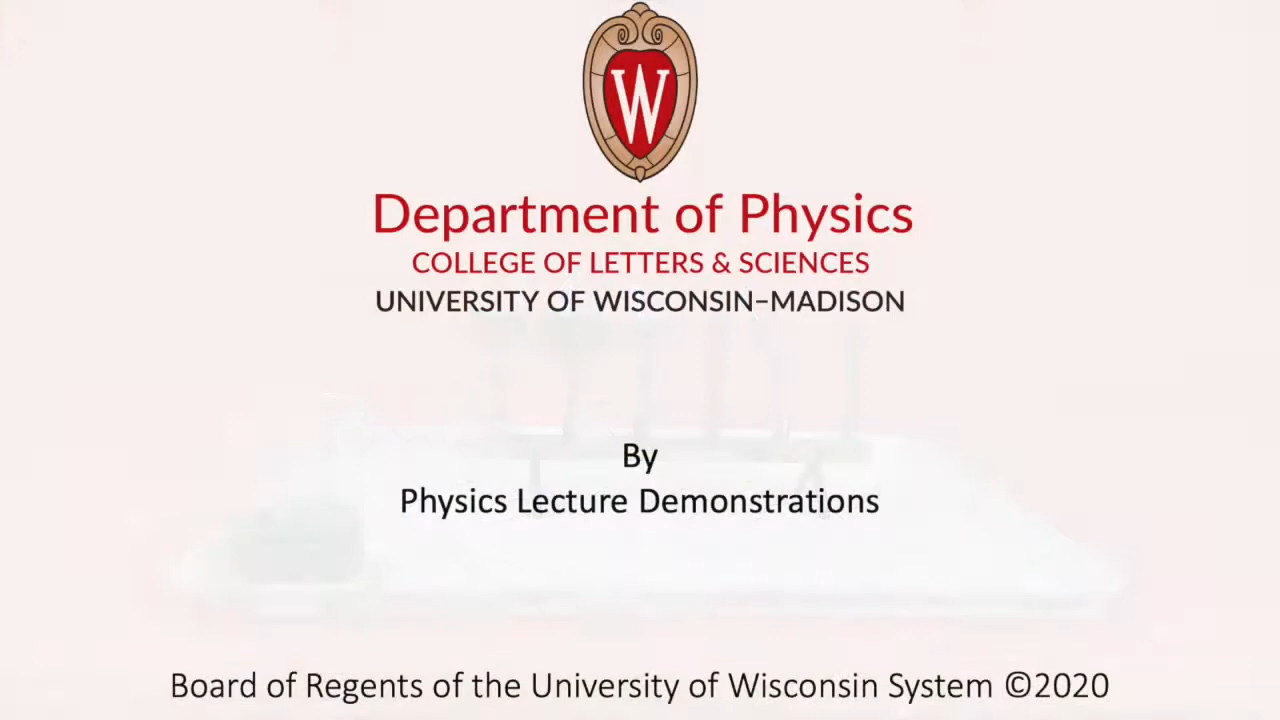 W
Department of Physics
COLLEGE OF LETTERS & SCIENCES
UNIVERSITY OF WISCONSIN–MADISON
By
Physics Lecture Demonstrations
Board of Regents of the University of Wisconsin System ©2020